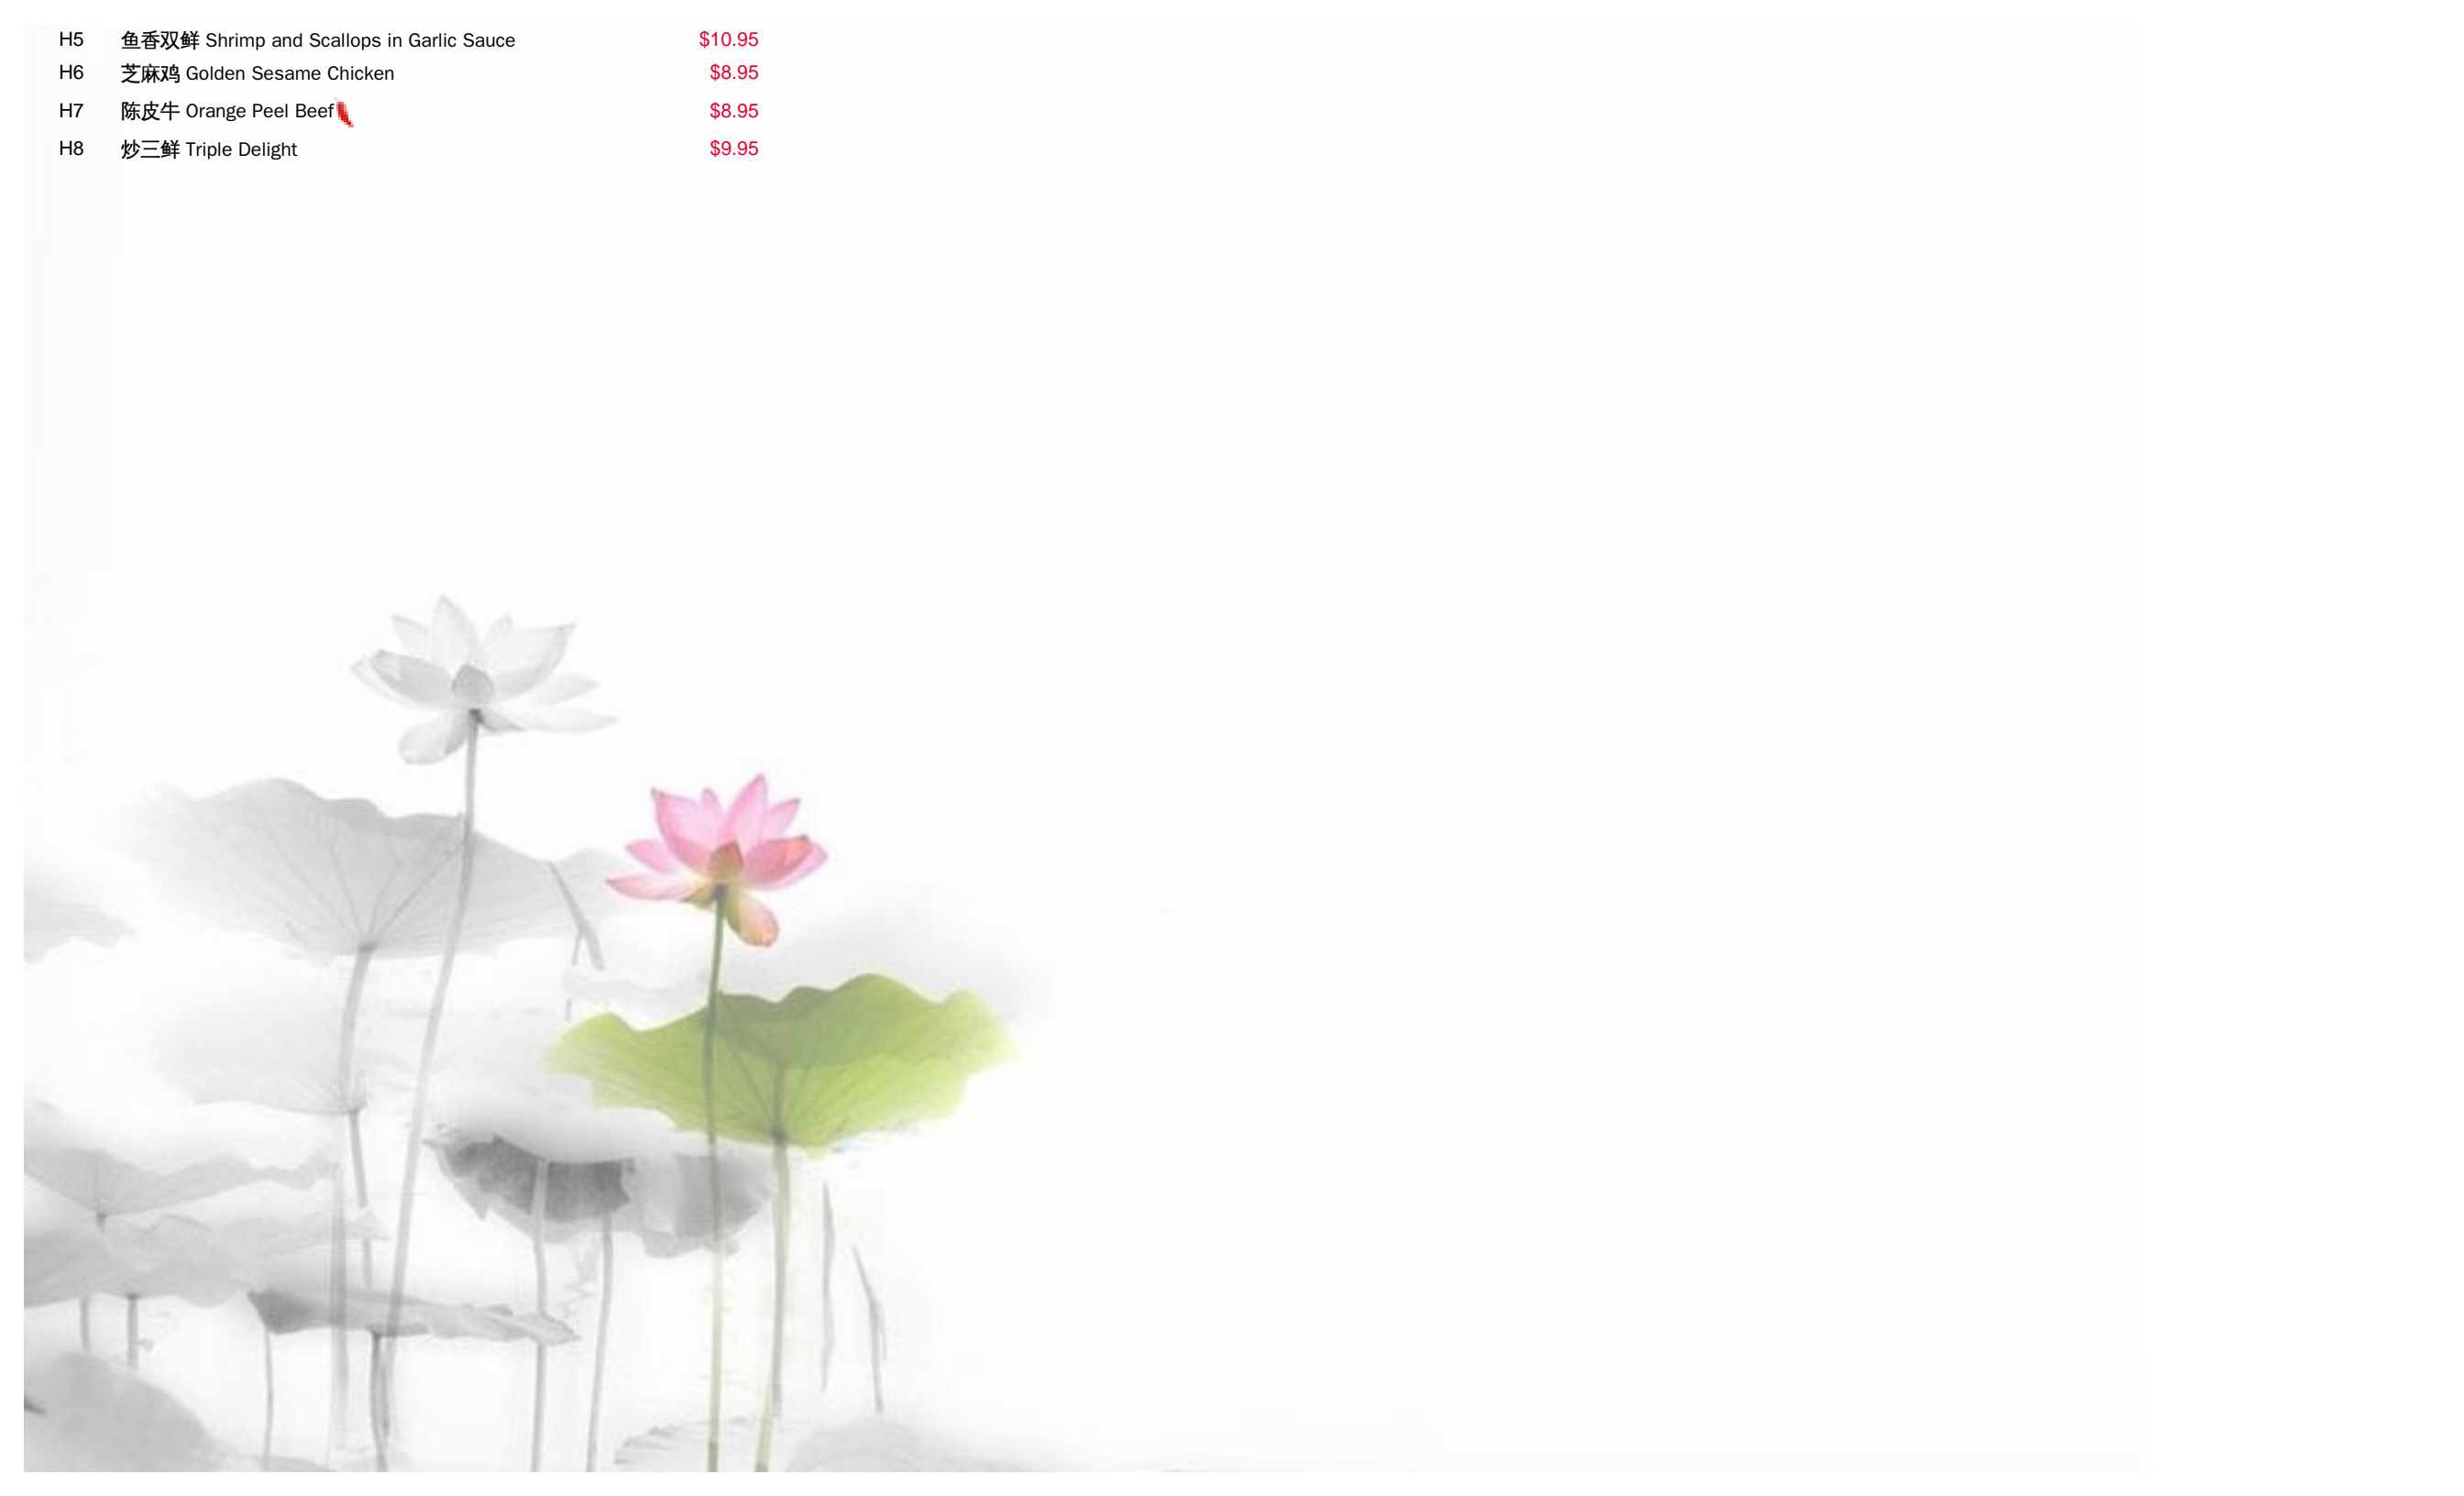 H5 鱼香双鲜 Shrimp and Scallops in Garlic Sauce $10.95
H6 芝麻鸡 Golden Sesame Chicken $8.95
H7 陈皮牛 Orange Peel Beef $8.95
H8 炒三鲜 Triple Delight $9.95